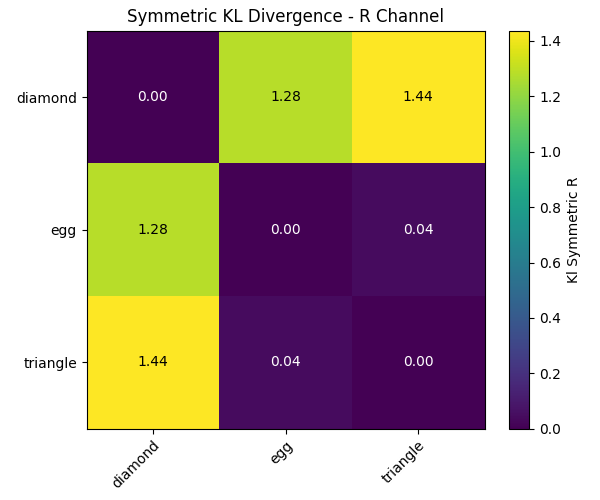 Symmetric KL Divergence - R Channel
diamond
0.00 1.28 1.44
egg
1.28 0.00 0.04
triangle
1.44 0.04 0.00
diamond
egg
triangle
1.4
1.2
1.0
0.8
0.6
0.4
0.2
0.0
Kl Symmetric R